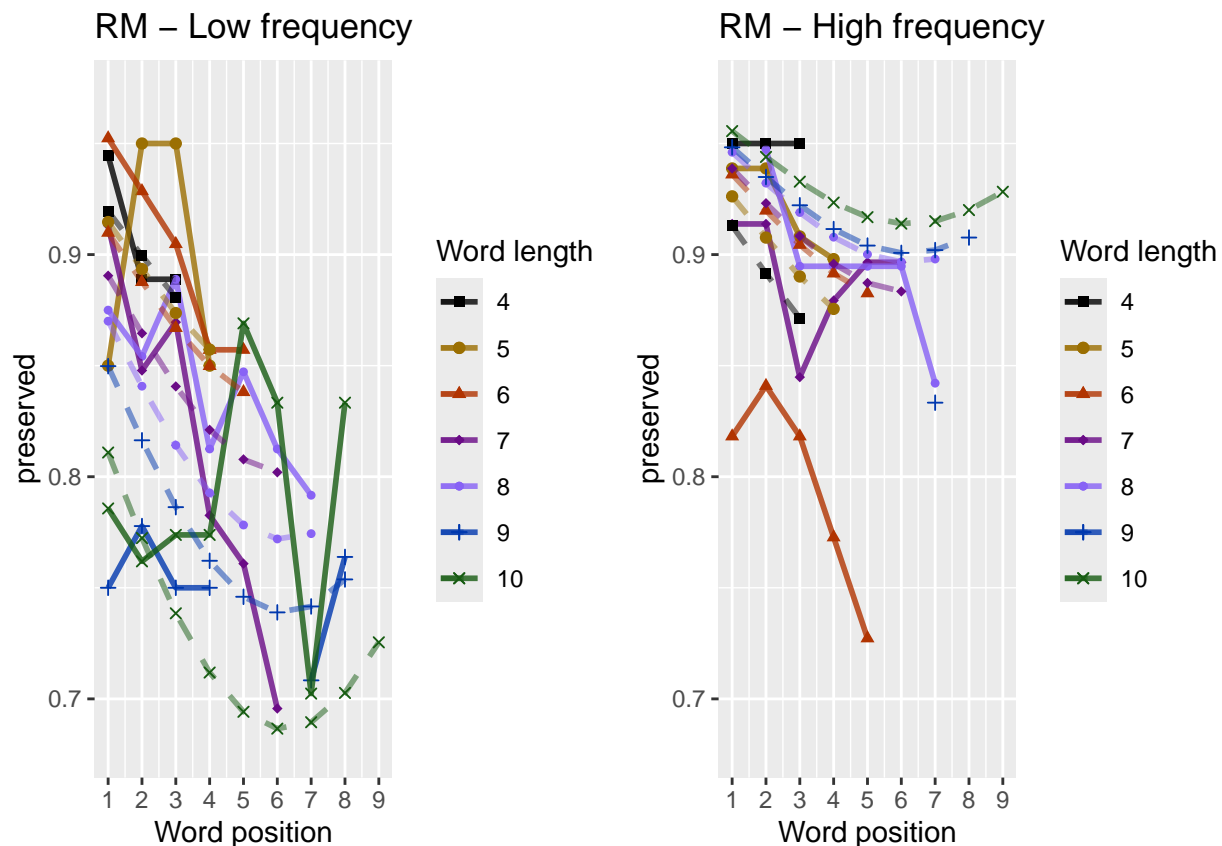 RM – Low frequency
preserved
0.9
0.8
0.7
1 2 3 4 5 6 7 8 9
Word position
Word length
4
5
6
7
8
9
10
RM – High frequency
preserved
0.9
0.8
0.7
1 2 3 4 5 6 7 8 9
Word position
Word length
4
5
6
7
8
9
10